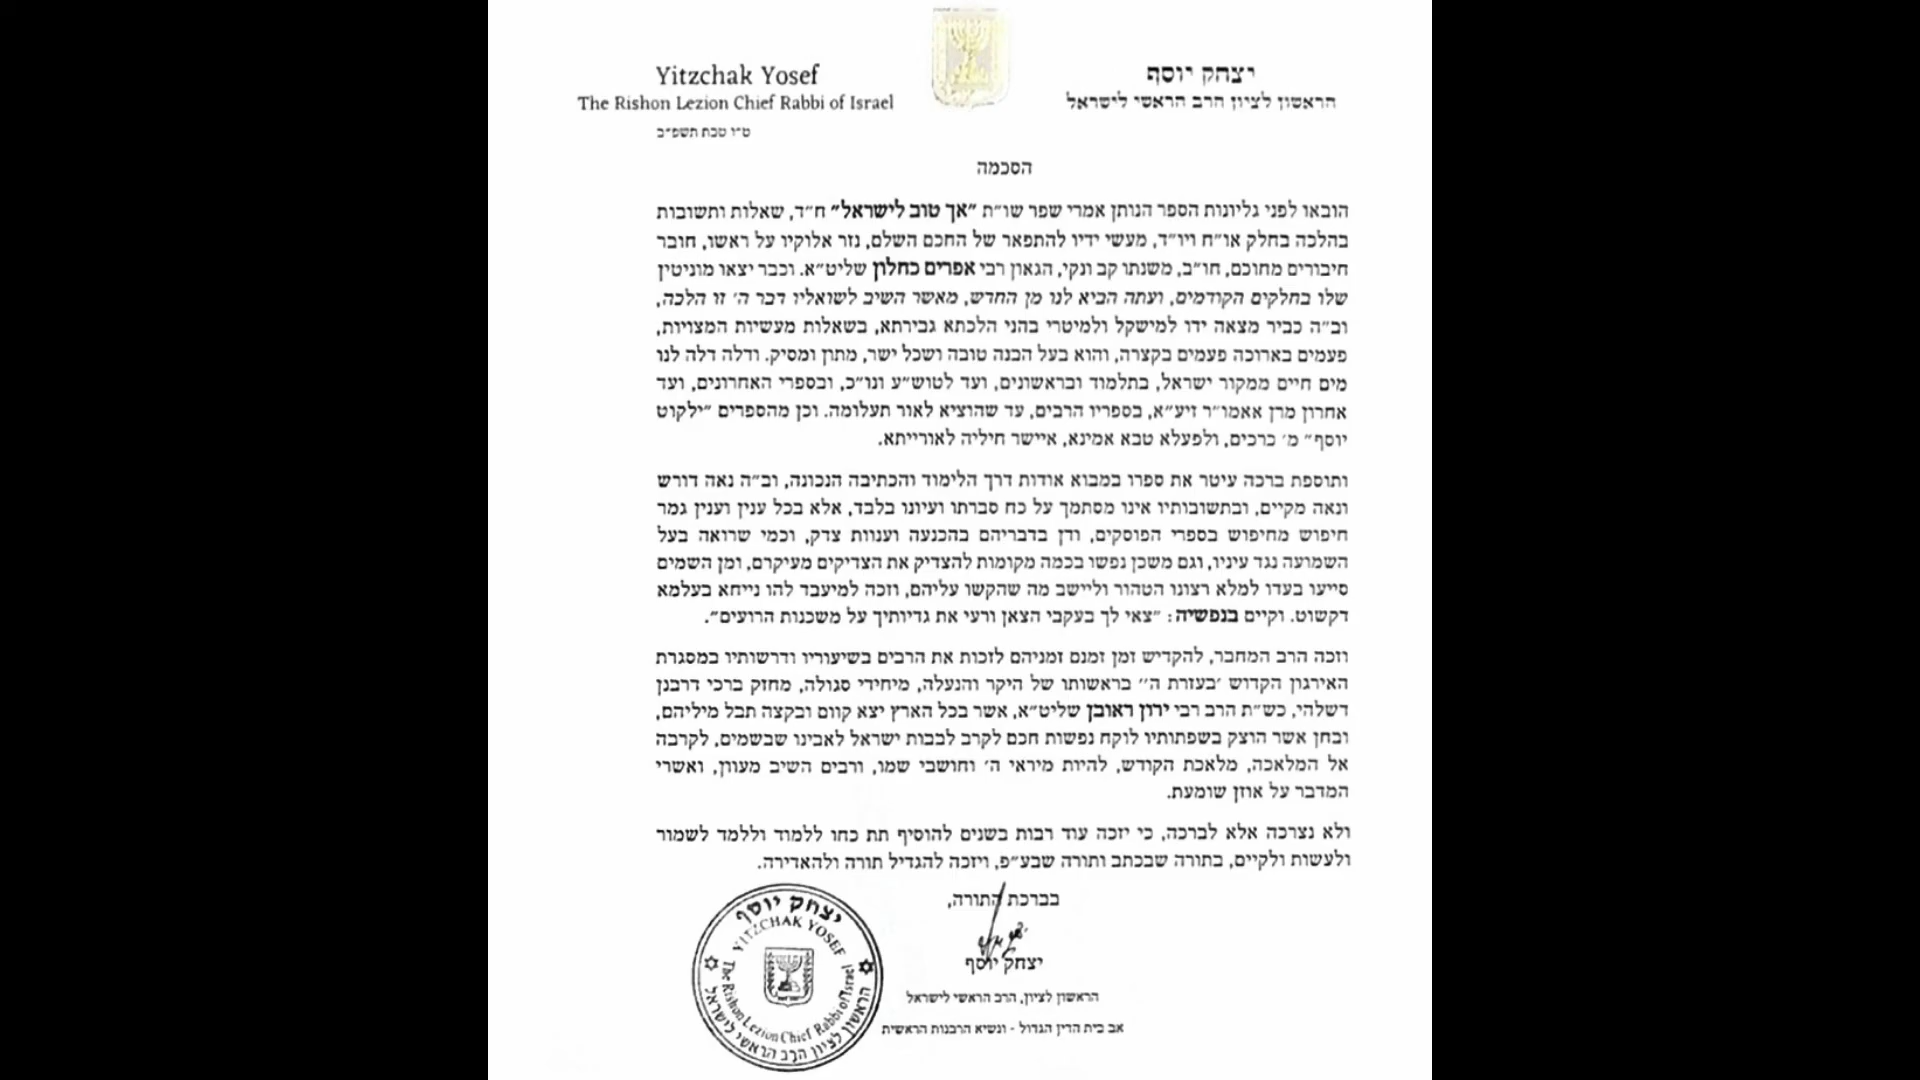 יצחק יוסף
הראשון לציון הרב הראשי לישראל
Yitzchak Yosef
The Rishon Lezion Chief Rabbi of Israel
ט״ו טבת תשפ״ב
הסכמה
הובאו לפני גליונות הספר הנותן אמרי שפר שו״ת ״אך טוב לישראל״ ח״ד, שאלות ותשובות
בהלכה בחלק או״ח ויו״ד, מעשי ידיו להתפאר של החכם השלם, נזר אלוקיו על ראשו, חובר
חיבורים מחוכם, חו״ב, משנתו קב ונקי, הגאון רבי אפרים כחלון שליט״א. וכבר יצאו מוניטין
שלו בחלקים הקודמים, ועתה הביא לנו מן החדש, מאשר השיב לשואליו דבר ה׳ זו הלכה,
וב״ה כביר מצאה ידו למישקל ולמיטרי בהני הלכתא גבירתא, בשאלות מעשיות המצויות,
פעמים בארוכה פעמים בקצרה, והוא בעל הבנה טובה ושכל ישר, מתון ומסיק. ודלה דלה לנו
מים חיים ממקור ישראל, בתלמוד ובראשונים, ועד לטוש״ע ונו״כ, ובספרי האחרונים, ועד
אחרון מרן אאמו״ר זיע״א, בספריו הרבים, עד שהוציא לאור תעלומה. וכן מהספרים ״ילקוט
יוסף״ מ׳ כרכים, ולפעלא טבא אמינא, איישר חיליה לאורייתא.
ותוספת ברכה עיטר את ספרו במבוא אודות דרך הלימוד והכתיבה הנכונה, וב״ה נאה דורש
ונאה מקיים, ובתשובותיו אינו מסתמך על כח סברתו ועיונו בלבד, אלא בכל ענין וענין גמר
חיפוש מחיפוש בספרי הפוסקים, ודן בדבריהם בהכנעה וענוות צדק, וכמי שרואה בעל
השמועה נגד עיניו, וגם משכן נפשו בכמה מקומות להצדיק את הצדיקים מעיקרם, ומן השמים
סייעו בעדו למלא רצונו הטהור וליישב מה שהקשו עליהם, וזכה למיעבד להו נייחא בעלמא
דקשוט. וקיים בנפשיה: ״צאי לך בעקבי הצאן ורעי את גדיותיך על משכנות הרועים״.
וזכה הרב המחבר, להקדיש זמן זמנם זמניהם לזכות את הרבים בשיעוריו ודרשותיו במסגרת
האירגון הקדוש ׳בעזרת ה׳׳ בראשותו של היקר והנעלה, מיחידי סגולה, מחזק ברכי דרבנן
דשלהי, כש״ת הרב רבי ירון ראובן שליט״א, אשר בכל הארץ יצא קוום ובקצה תבל מיליהם,
ובחן אשר הוצק בשפתותיו לוקח נפשות חכם לקרב לבבות ישראל לאבינו שבשמים, לקרבה
אל המלאכה, מלאכת הקודש, להיות מיראי ה׳ וחושבי שמו, ורבים השיב מעוון, ואשרי
המדבר על אוזן שומעת.
ולא נצרכה אלא לברכה, כי יזכה עוד רבות בשנים להוסיף תת כחו ללמוד וללמד לשמור
ולעשות ולקיים, בתורה שבכתב ותורה שבע״פ, ויזכה להגדיל תורה ולהאדירה.
בברכת התורה,
יצחק יוסף
הראשון לציון, הרב הראשי לישראל
אב בית הדין הגדול - ונשיא הרבנות הראשית
יצחק יוסף
YITZCHAK YOSEF
The Rishon Lezion Chief Rabbi of Israel
הראשון לציון הרב הראשי לישראל